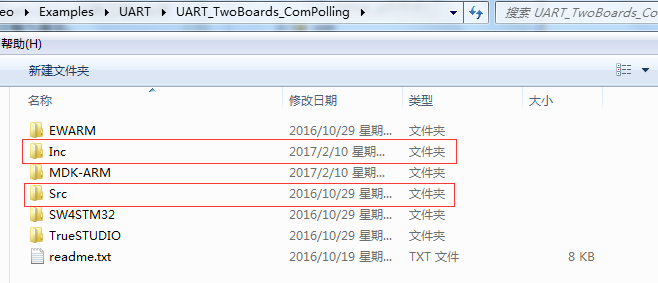 eo ▸ Examples ▸ UART ▸ UART_TwoBoards_ComPolling ▸ 搜索 UART_TwoBoards_Co
帮助(H)
新建文件夹
名称 修改日期 类型 大小
EWARM 2016/10/29 星期... 文件夹
Inc 2017/2/10 星期... 文件夹
MDK-ARM 2017/2/10 星期... 文件夹
Src 2016/10/29 星期... 文件夹
SW4STM32 2016/10/29 星期... 文件夹
TrueSTUDIO 2016/10/29 星期... 文件夹
readme.txt 2016/10/19 星期... TXT 文件 8 KB